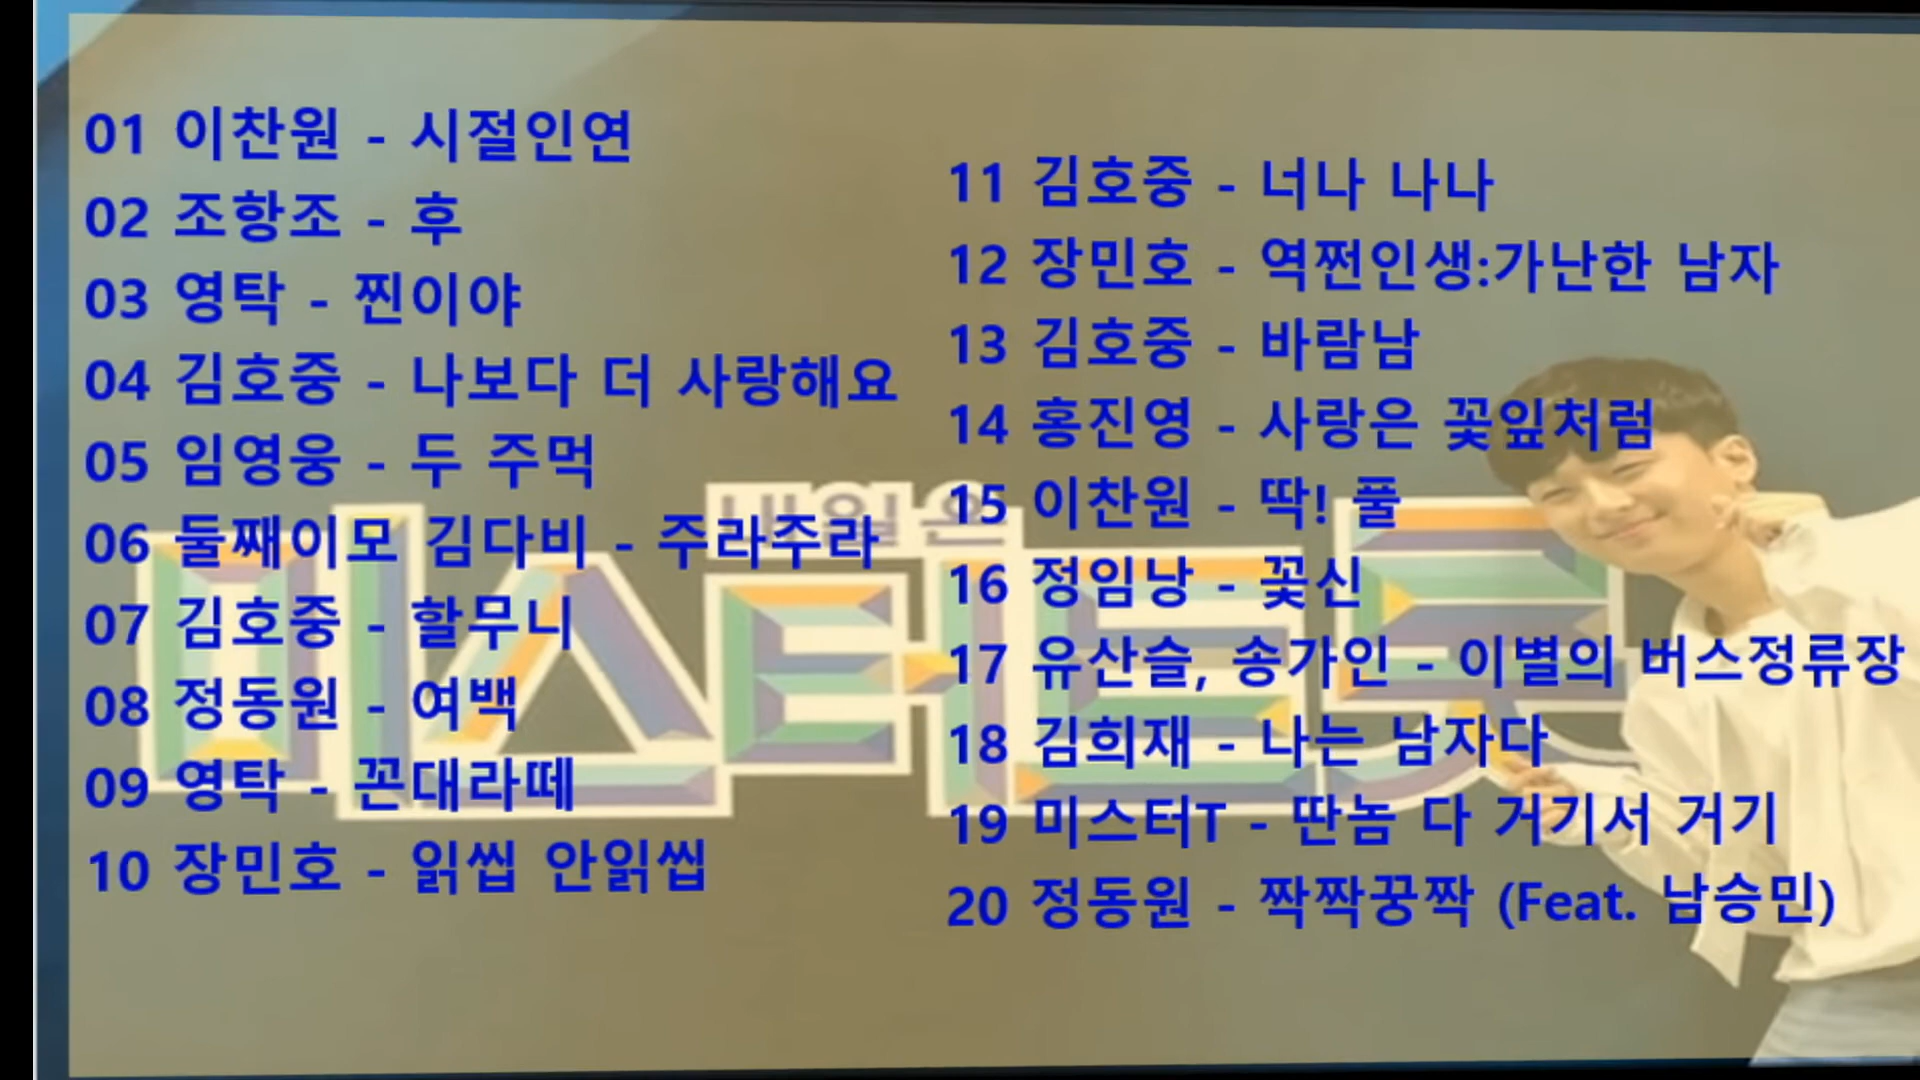 01 이찬원 - 시절인연
02 조항조 - 후
03 영탁 - 찐이야
04 김호중 - 나보다 더 사랑해요
05 임영웅 - 두 주먹
06 둘째이모 김다비 - 주라주라
07 김호중 - 할무니
08 정동원 - 여백
09 영탁 - 꼰대라떼
10 장민호 - 읽씹 안읽씹
11 김호중 - 너나 나나
12 장민호 - 역쩐인생:가난한 남자
13 김호중 - 바람남
14 홍진영 - 사랑은 꽃잎처럼
15 이찬원 - 딱! 풀
16 정임낭 - 꽃신
17 유산슬, 송가인 - 이별의 버스정류장
18 김희재 - 나는 남자다
19 미스터T - 딴놈 다 거기서 거기
20 정동원 - 짝짝꿍짝 (Feat. 남승민)
내일은
미스터트롯